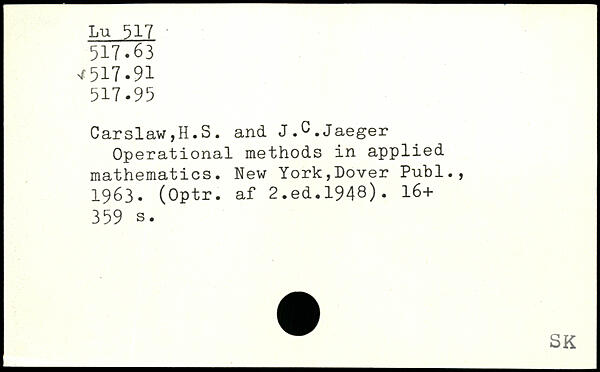 Lu 517
517.63
✓517.91
517.95
Carslaw,H.S. and J.C.Jaeger
Operational methods in applied
mathematics. New York,Dover Publ.,
1963. (Optr. af 2.ed.1948). 16+
359 s.
SK